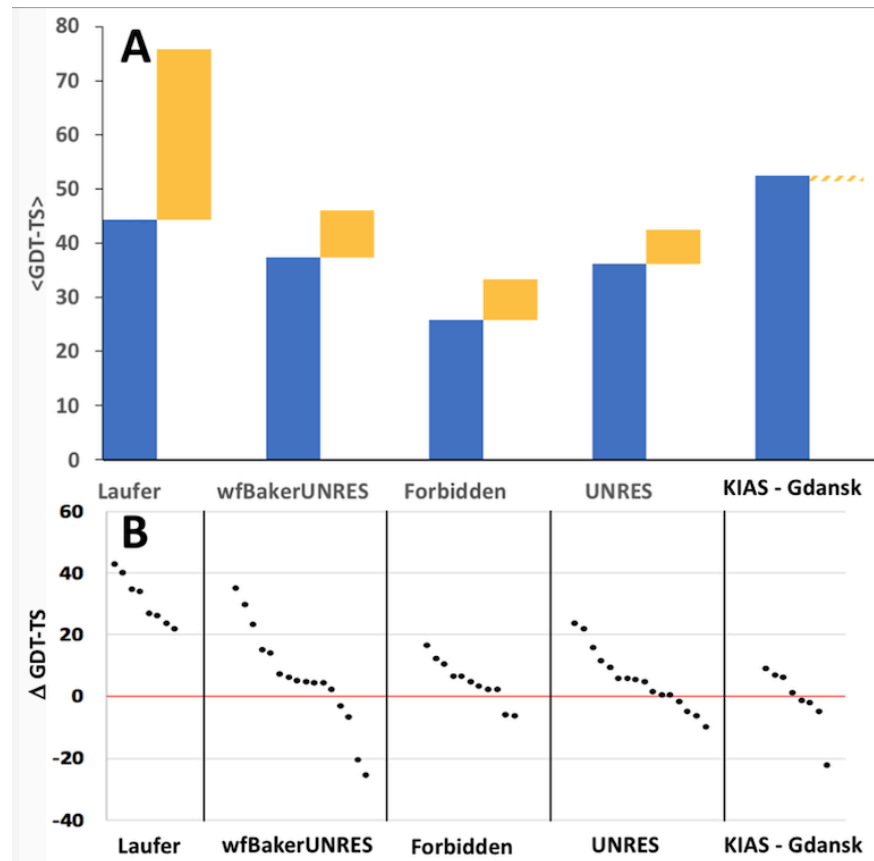 A
80
70
60
50
40
30
20
10
0
<GDT-TS>
Laufer wfBakerUNRES Forbidden UNRES KIAS - Gdansk
B
60
40
20
0
-20
-40
Δ GDT-TS
Laufer wfBakerUNRES Forbidden UNRES KIAS - Gdansk